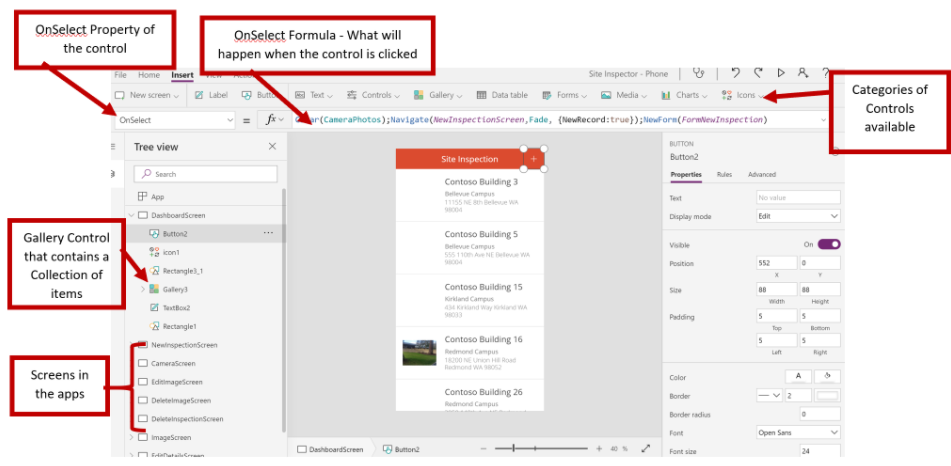 OnSelect Property of
the control
OnSelect Formula - What will
happen when the control is clicked
Categories of
Controls
available
Gallery Control
that contains a
Collection of
items
Screens in
the apps
File Home Insert
Site Inspector - Phone
New screen Label Button Text Controls Gallery Data table Forms Media Charts Icons
OnSelect = fx (CameraPhotos);Navigate(NewInspectionScreen,Fade, {NewRecord:true});NewForm(FormNewInspection)
Tree view
Search
App
DashboardScreen
Button2
icon1
Rectangle3_1
Gallery3
TextBox2
Rectangle1
NewInspectionScreen
CameraScreen
EditImageScreen
DeleteImageScreen
DeleteInspectionScreen
ImageScreen
EditDetailsScreen
Site Inspection +
Contoso Building 3
Bellevue Campus
11155 NE 8th Bellevue WA
98004
Contoso Building 5
Bellevue Campus
555 110th Ave NE Bellevue WA
98004
Contoso Building 15
Kirkland Campus
434 Kirkland Way Kirkland WA
98033
Contoso Building 16
Redmond Campus
18200 NE Union Hill Road
Redmond WA 98052
Contoso Building 26
Redmond Campus
DashboardScreen Button2
40 %
BUTTON
Button2
Properties Rules Advanced
Text No value
Display mode Edit
Visible On
Position 552 0
X Y
Size 88 88
Width Height
Padding 5 5
Top Bottom
5 5
Left Right
Color A
Border 2
Border radius 0
Font Open Sans
Font size 24